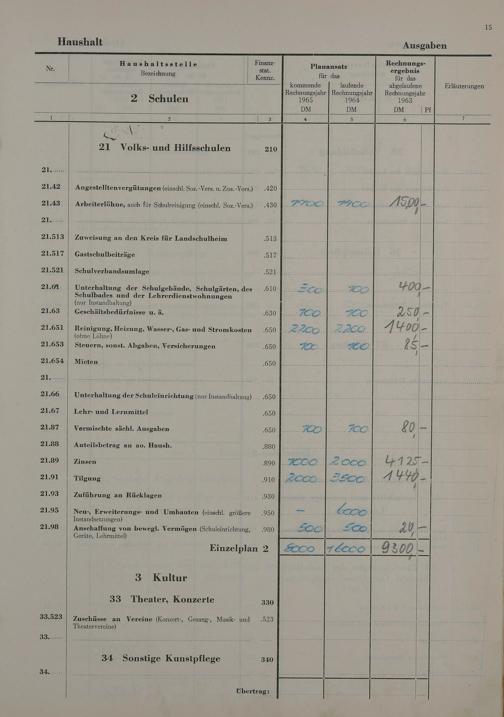 15
Haushalt
Ausgaben
Nr.
Haushaltsstelle
Bezeichnung
2 Schulen
Finanz-
stat.
Kennz.
Planansatz
für das
kommende Rechnungsjahr 1965 DM
laufende Rechnungsjahr 1964 DM
Rechnungs-
ergebnis
für das
abgelaufene
Rechnungsjahr
1963
DM Pf
Erläuterungen
1 2 3 4 5 6 7
21 Volks- und Hilfsschulen 210
21.
21.42 Angestelltenvergütungen (einschl. Soz.-Vers. u. Zus.-Vers.) .420
21.43 Arbeiterlöhne, auch für Schulreinigung (einschl. Soz.-Vers.) .430 1500,-
21.
21.513 Zuweisung an den Kreis für Landschulheim .513
21.517 Gastschulbeiträge .517
21.521 Schulverbandsumlage .521
21.61 Unterhaltung der Schulgebäude, Schulgärten, des .610 300 100 400,-
Schulbades und der Lehrerdienstwohnungen
(nur Instandhaltung)
21.63 Geschäftsbedürfnisse u. ä. .630 100 100 250,-
21.651 Reinigung, Heizung, Wasser-, Gas- und Stromkosten .650 2200 2200 1400,-
(ohne Löhne)
21.653 Steuern, sonst. Abgaben, Versicherungen .650 100 100 85,-
21.654 Mieten .650
21.
21.66 Unterhaltung der Schuleinrichtung (nur Instandhaltung) .650
21.67 Lehr- und Lernmittel .650
21.87 Vermischte sächl. Ausgaben .650 100 100 80,-
21.88 Anteilsbetrag an ao. Haush. .880
21.89 Zinsen .890 1000 2000 4125,-
21.91 Tilgung .910 2000 3500 1440,-
21.93 Zuführung an Rücklagen .930
21.95 Neu-, Erweiterungs- und Umbauten (einschl. größere .950 - 6000
Instandsetzungen)
21.98 Anschaffung von bewegl. Vermögen (Schuleinrichtung, .980 500 500 20,-
Geräte, Lehrmittel)
Einzelplan 2 8000 16000 9300,-
3 Kultur
33 Theater, Konzerte 330
33.523 Zuschüsse an Vereine (Konzert-, Gesang-, Musik- und .523
Theatervereine)
33.
34 Sonstige Kunstpflege 340
34.
Übertrag: